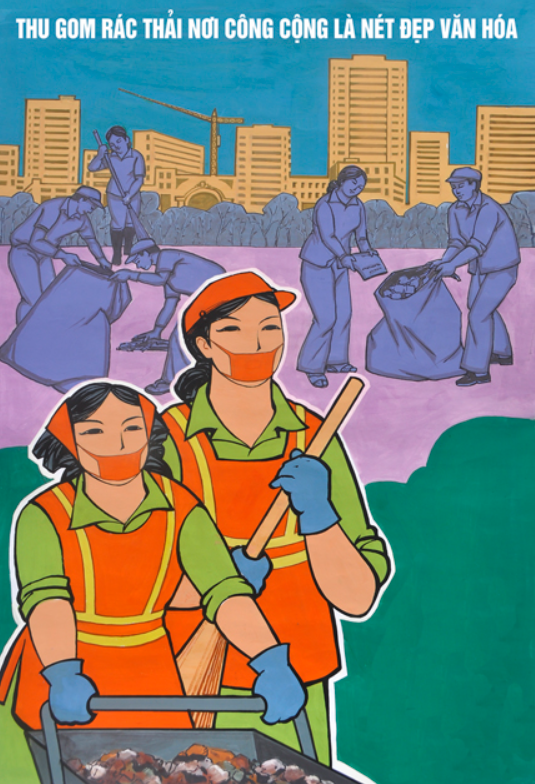 THU GOM RÁC THẢI NƠI CÔNG CỘNG LÀ NÉT ĐẸP VĂN HÓA